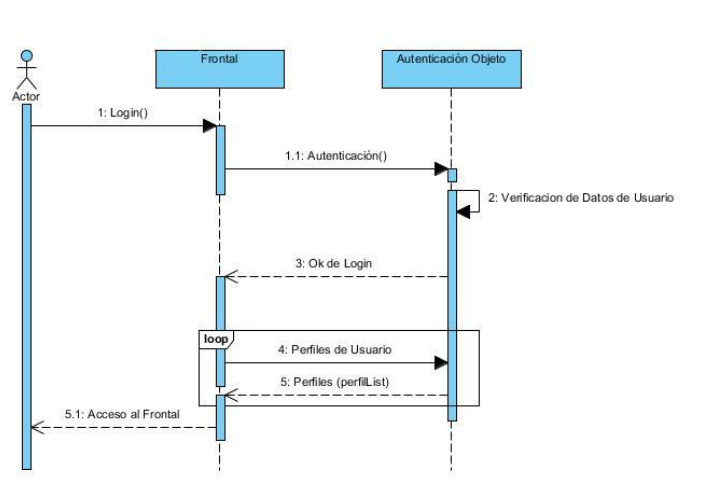 Frontal
Autenticación Objeto
Actor
1: Login()
1.1: Autenticación()
2: Verificacion de Datos de Usuario
3: Ok de Login
loop
4: Perfiles de Usuario
5: Perfiles (perfilList)
5.1: Acceso al Frontal